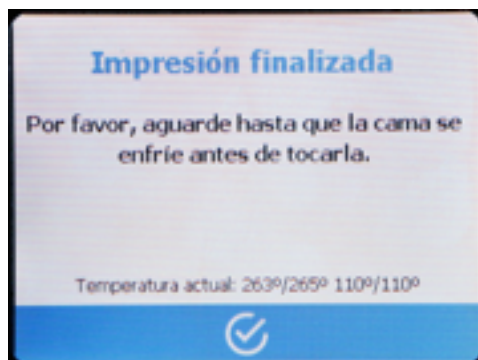 Impresión finalizada
Por favor, aguarde hasta que la cama se
enfríe antes de tocarla.
Temperatura actual: 263º/265º 110º/110º